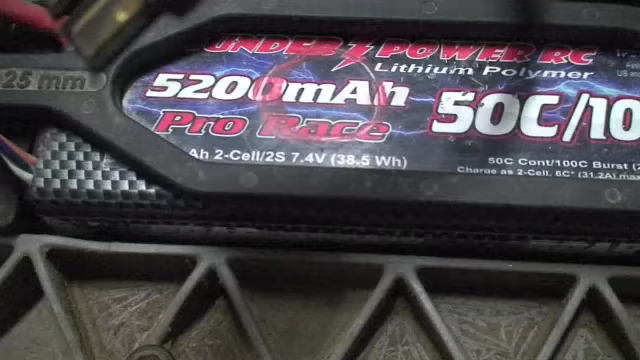 UNDER POWER RC
Lithium Polymer
25 mm
5200mAh
50C/10
Pro Race
Ah 2-Cell/2S 7.4V (38.5 Wh)
50C Cont/100C Burst (2
Charge as 2-Cell. 6C* (31.2A) max